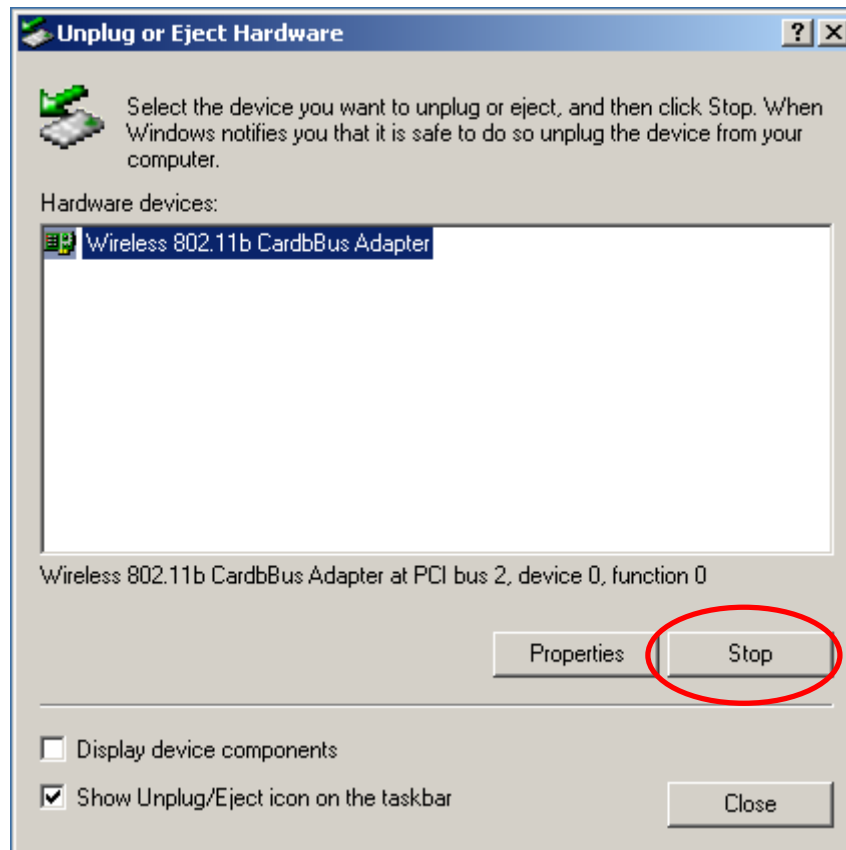 Unplug or Eject Hardware
Select the device you want to unplug or eject, and then click Stop. When
Windows notifies you that it is safe to do so unplug the device from your
computer.
Hardware devices:
Wireless 802.11b CardbBus Adapter
Wireless 802.11b CardbBus Adapter at PCI bus 2, device 0, function 0
Properties
Stop
Display device components
Show Unplug/Eject icon on the taskbar
Close